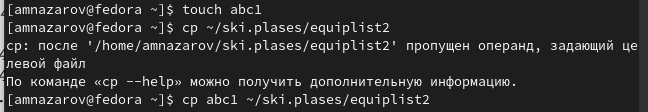 [amnazarov@fedora ~]$ touch abc1
[amnazarov@fedora ~]$ cp ~/ski.plases/equiplist2
cp: после '/home/amnazarov/ski.plases/equiplist2' пропущен операнд, задающий це
левой файл
По команде «cp --help» можно получить дополнительную информацию.
[amnazarov@fedora ~]$ cp abc1 ~/ski.plases/equiplist2